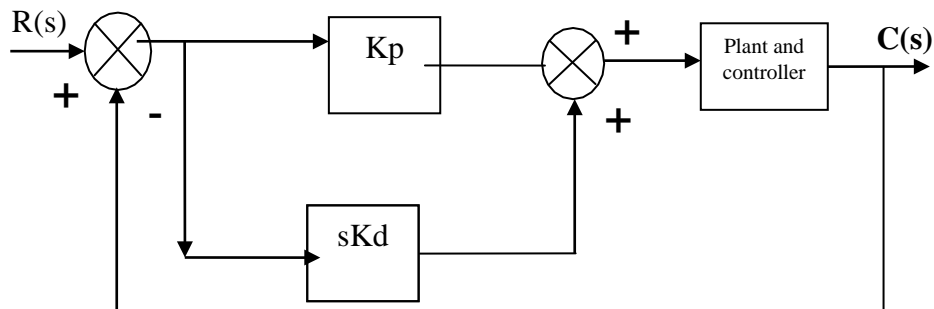 R(s)
+
-
Kp
sKd
+
+
Plant and
controller
C(s)